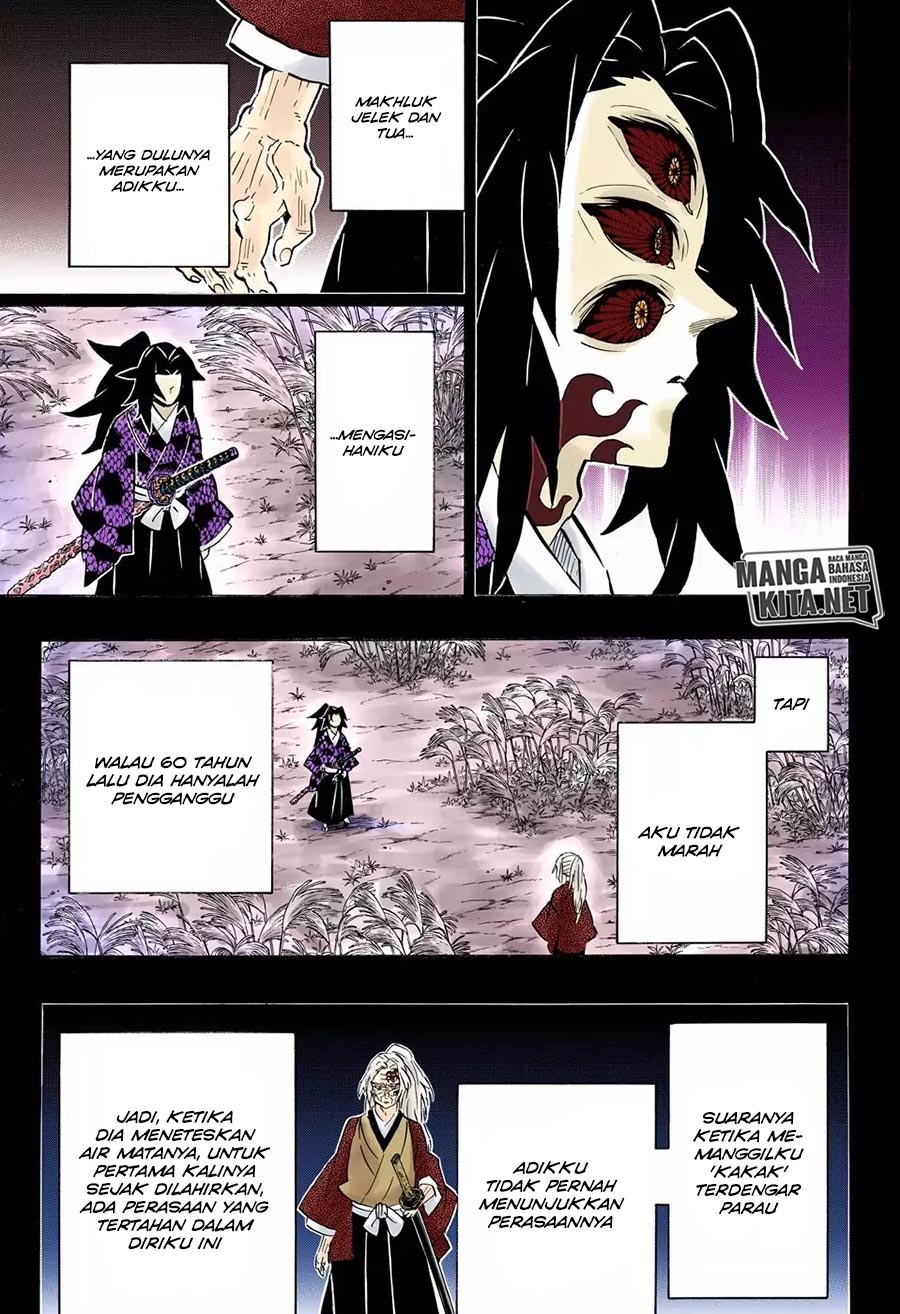 MAKHLUK
JELEK DAN
TUA...
...YANG DULUNYA
MERUPAKAN
ADIKKU...
...MENGASI-
HANIKU
MANGA
KITA.NET
BACA MANGA
BAHASA
INDONESIA
TAPI
AKU TIDAK
MARAH
WALAU 60 TAHUN
LALU DIA HANYALAH
PENGGANGGU
SUARANYA
KETIKA ME-
MANGGILKU
'KAKAK'
TERDENGAR
PARAU
ADIKKU
TIDAK PERNAH
MENUNJUKKAN
PERASAANNYA
JADI, KETIKA
DIA MENETESKAN
AIR MATANYA, UNTUK
PERTAMA KALINYA
SEJAK DILAHIRKAN,
ADA PERASAAN YANG
TERTAHAN DALAM
DIRIKU INI